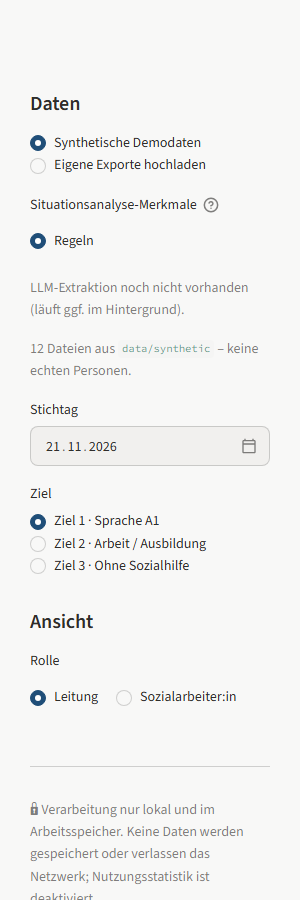 Daten
Synthetische Demodaten
Eigene Exporte hochladen
Situationsanalyse-Merkmale
Regeln
LLM-Extraktion noch nicht vorhanden
(läuft ggf. im Hintergrund).
12 Dateien aus data/synthetic – keine
echten Personen.
Stichtag
21.11.2026
Ziel
Ziel 1 · Sprache A1
Ziel 2 · Arbeit / Ausbildung
Ziel 3 · Ohne Sozialhilfe
Ansicht
Rolle
Leitung Sozialarbeiter:in
Verarbeitung nur lokal und im
Arbeitsspeicher. Keine Daten werden
gespeichert oder verlassen das
Netzwerk; Nutzungsstatistik ist
deaktiviert